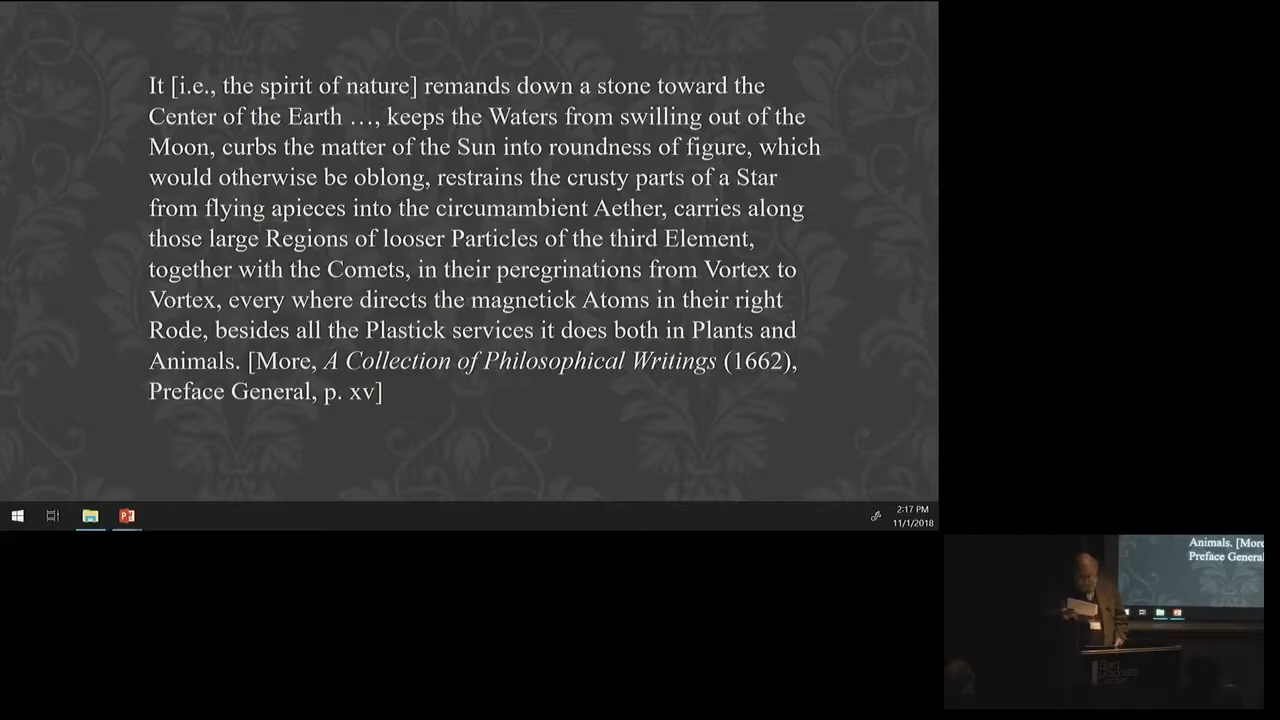 It [i.e., the spirit of nature] remands down a stone toward the
Center of the Earth …, keeps the Waters from swilling out of the
Moon, curbs the matter of the Sun into roundness of figure, which
would otherwise be oblong, restrains the crusty parts of a Star
from flying apieces into the circumambient Aether, carries along
those large Regions of looser Particles of the third Element,
together with the Comets, in their peregrinations from Vortex to
Vortex, every where directs the magnetick Atoms in their right
Rode, besides all the Plastick services it does both in Plants and
Animals. [More, A Collection of Philosophical Writings (1662),
Preface General, p. xv]
2:17 PM
11/1/2018
Animals. [More
Preface General
Bard
Graduate
Center